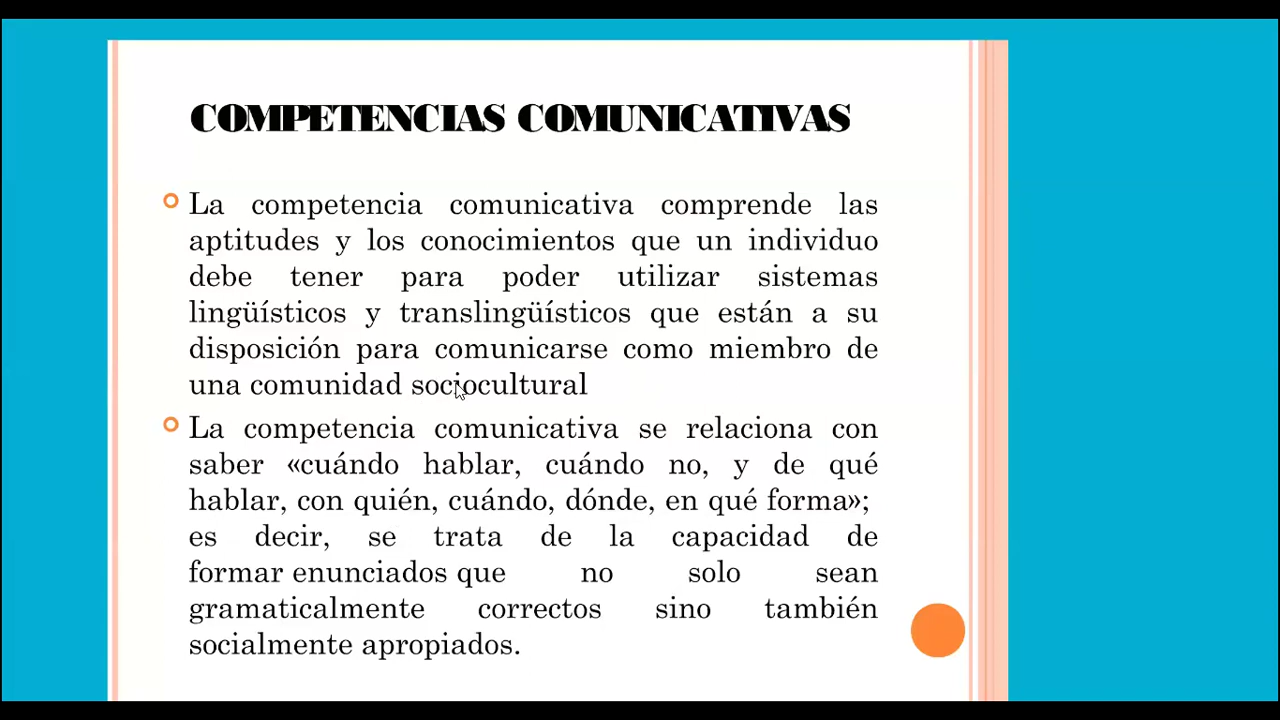 COMPETENCIAS COMUNICATIVAS
La competencia comunicativa comprende las
aptitudes y los conocimientos que un individuo
debe tener para poder utilizar sistemas
lingüísticos y translingüísticos que están a su
disposición para comunicarse como miembro de
una comunidad sociocultural
La competencia comunicativa se relaciona con
saber «cuándo hablar, cuándo no, y de qué
hablar, con quién, cuándo, dónde, en qué forma»;
es decir, se trata de la capacidad de
formar enunciados que no solo sean
gramaticalmente correctos sino también
socialmente apropiados.